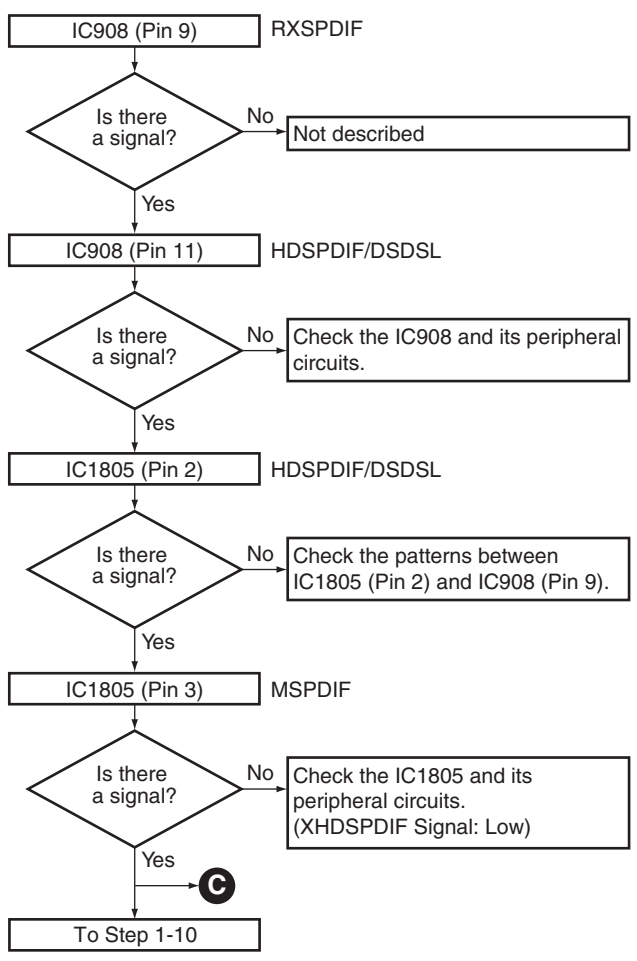 IC908 (Pin 9) RXSPDIF
Is there
a signal?
No
Not described
Yes
IC908 (Pin 11) HDSPDIF/DSDSL
Is there
a signal?
No
Check the IC908 and its peripheral
circuits.
Yes
IC1805 (Pin 2) HDSPDIF/DSDSL
Is there
a signal?
No
Check the patterns between
IC1805 (Pin 2) and IC908 (Pin 9).
Yes
IC1805 (Pin 3) MSPDIF
Is there
a signal?
No
Check the IC1805 and its
peripheral circuits.
(XHDSPDIF Signal: Low)
Yes
C
To Step 1-10